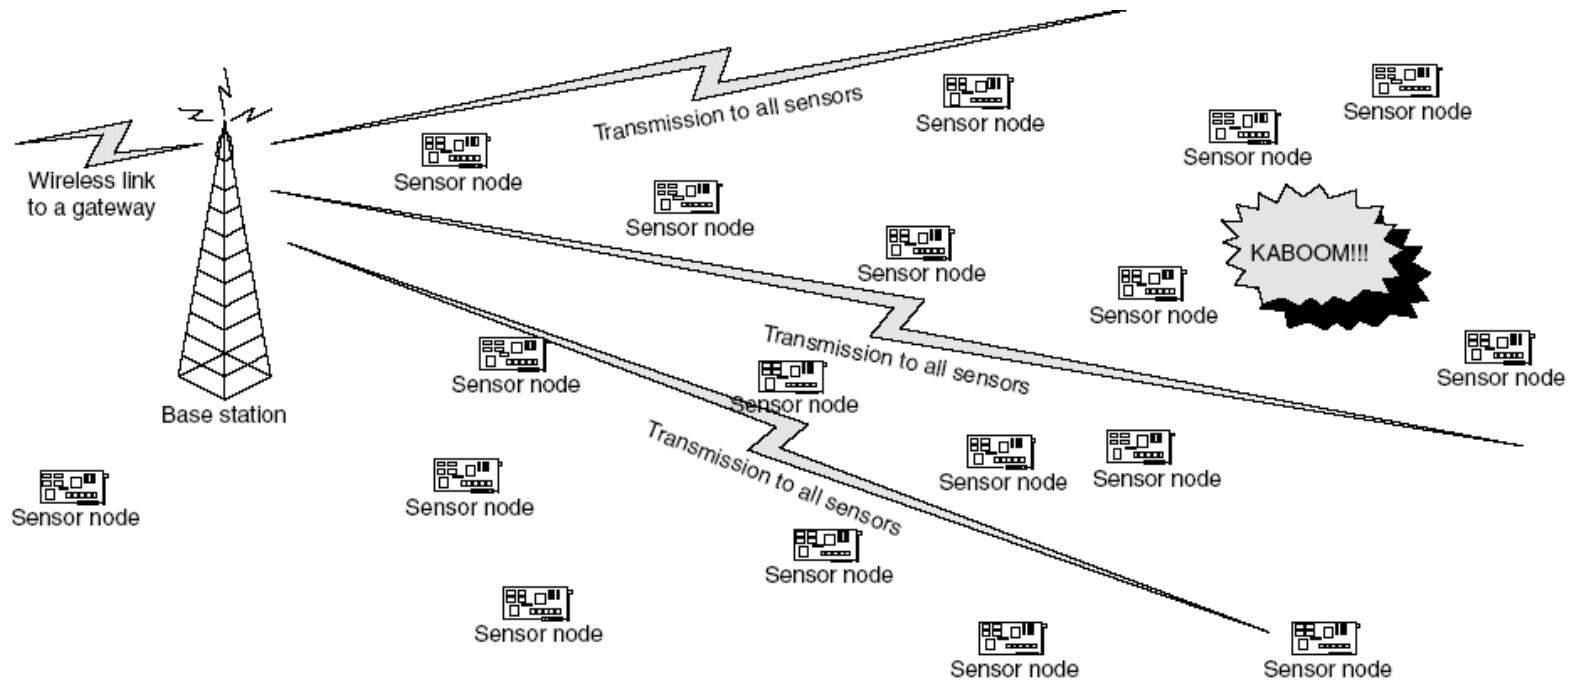 Sensor node
Transmission to all sensors
Sensor node
Sensor node
Sensor node
Wireless link
to a gateway
Sensor node
Sensor node
KABOOM!!!
Sensor node
Sensor node
Transmission to all sensors
Sensor node
Sensor node
Sensor node
Base station
Transmission to all sensors
Sensor node
Sensor node
Sensor node
Sensor node
Sensor node
Sensor node
Sensor node
Sensor node